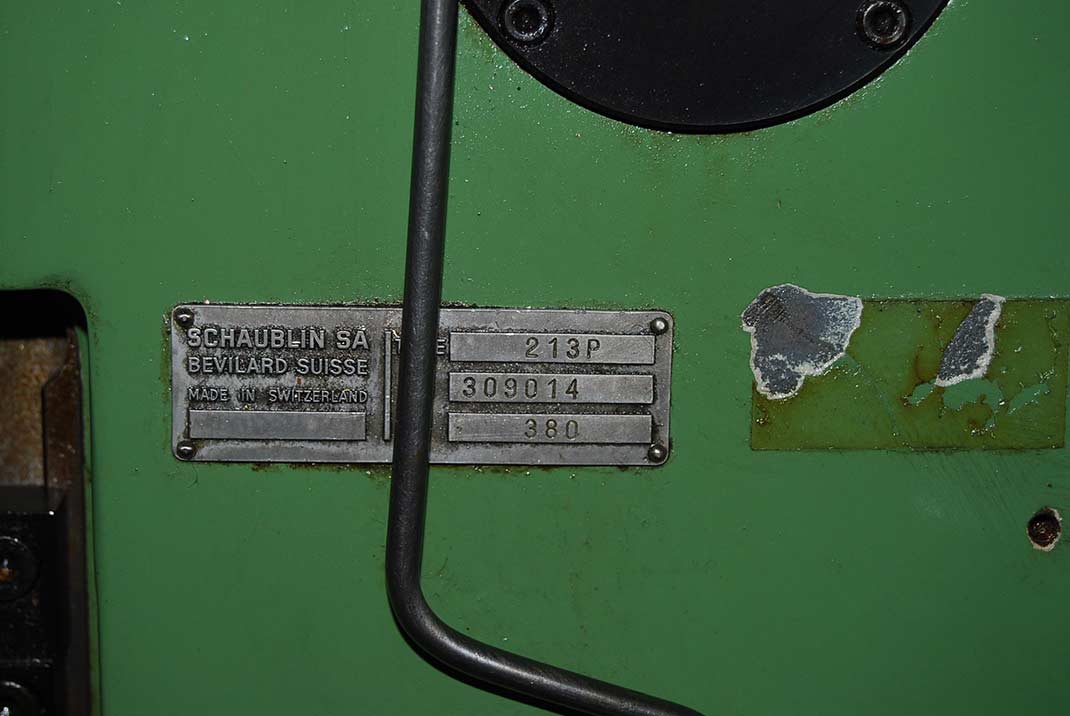 SCHAUBLIN SA
BEVILARD SUISSE
MADE IN SWITZERLAND
213P
309014
380